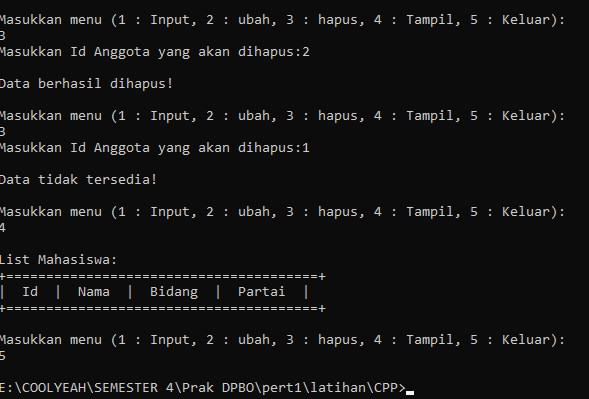 Masukkan menu (1 : Input, 2 : ubah, 3 : hapus, 4 : Tampil, 5 : Keluar):
3
Masukkan Id Anggota yang akan dihapus:2
Data berhasil dihapus!
Masukkan menu (1 : Input, 2 : ubah, 3 : hapus, 4 : Tampil, 5 : Keluar):
3
Masukkan Id Anggota yang akan dihapus:1
Data tidak tersedia!
Masukkan menu (1 : Input, 2 : ubah, 3 : hapus, 4 : Tampil, 5 : Keluar):
4
List Mahasiswa:
+=======================================+
|  Id  |  Nama  |  Bidang  |  Partai  |
+=======================================+
Masukkan menu (1 : Input, 2 : ubah, 3 : hapus, 4 : Tampil, 5 : Keluar):
5
E:\COOLYEAH\SEMESTER 4\Prak DPBO\pert1\latihan\CPP>